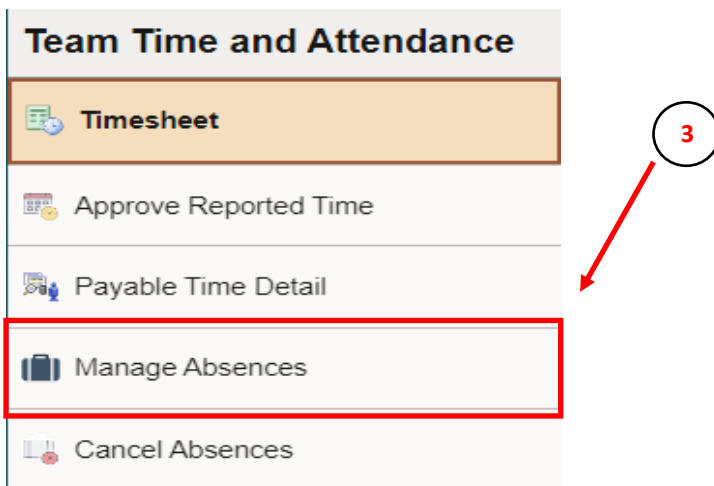 Team Time and Attendance
Timesheet
3
Approve Reported Time
Payable Time Detail
Manage Absences
Cancel Absences